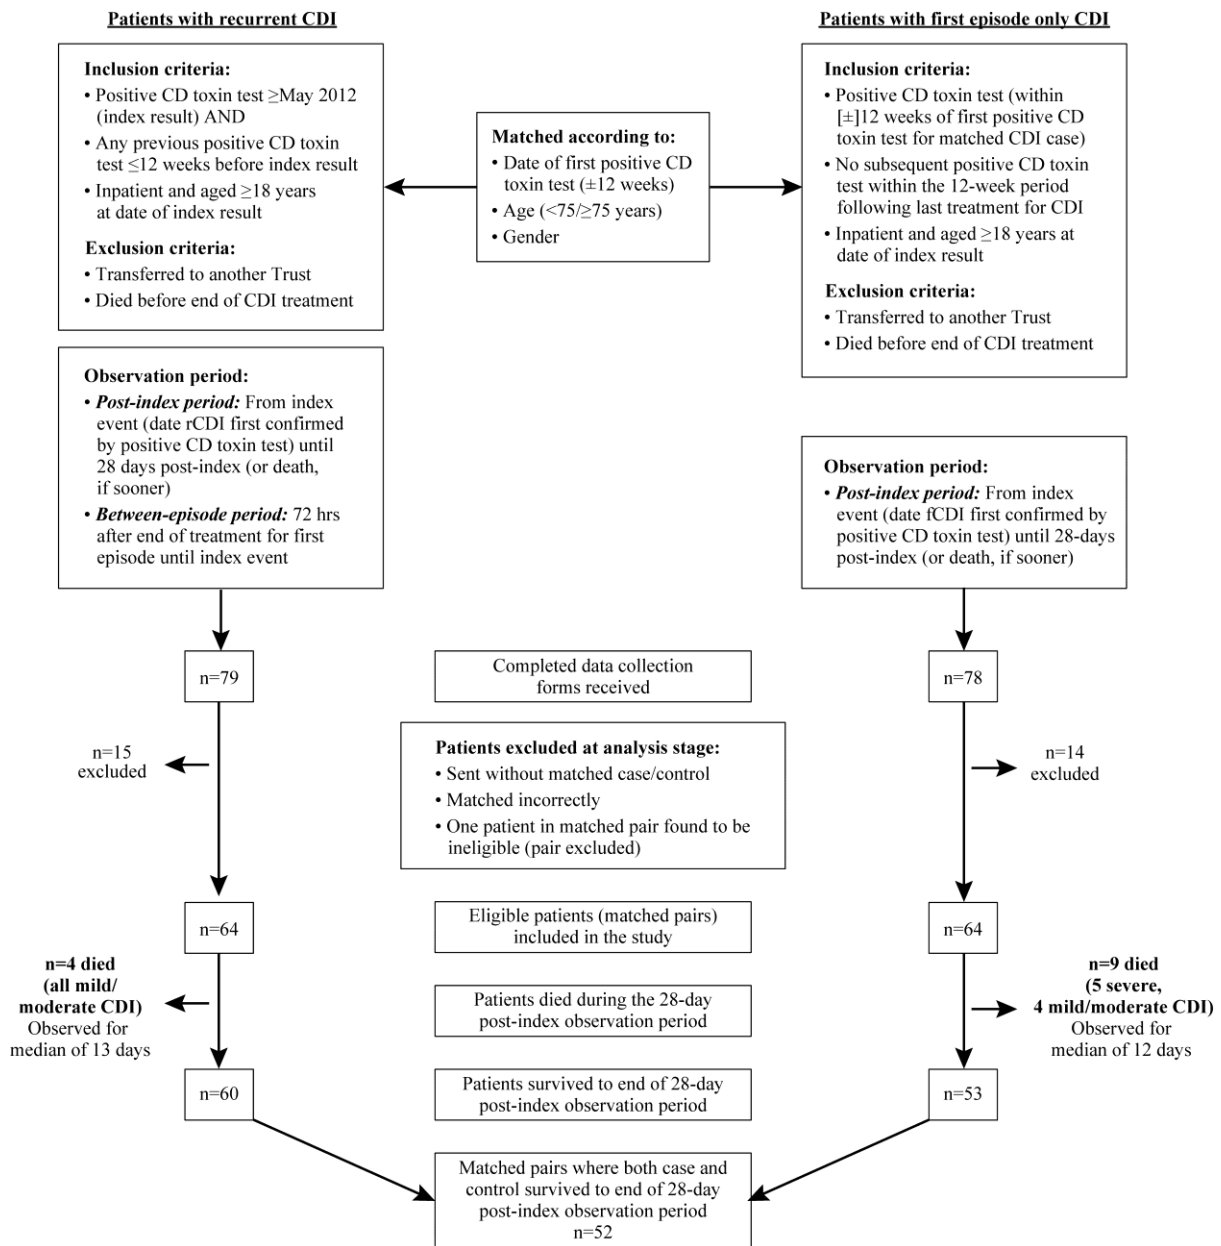 Patients with recurrent CDI
Inclusion criteria:
• Positive CD toxin test ≥May 2012
(index result) AND
• Any previous positive CD toxin
test ≤12 weeks before index result
• Inpatient and aged ≥18 years
at date of index result
Exclusion criteria:
• Transferred to another Trust
• Died before end of CDI treatment
Matched according to:
• Date of first positive CD
toxin test (±12 weeks)
• Age (<75/≥75 years)
• Gender
Patients with first episode only CDI
Inclusion criteria:
• Positive CD toxin test (within
[±]12 weeks of first positive CD
toxin test for matched CDI case)
• No subsequent positive CD toxin
test within the 12-week period
following last treatment for CDI
• Inpatient and aged ≥18 years at
date of index result
Exclusion criteria:
• Transferred to another Trust
• Died before end of CDI treatment
Observation period:
• Post-index period: From index
event (date rCDI first confirmed
by positive CD toxin test) until
28 days post-index (or death,
if sooner)
• Between-episode period: 72 hrs
after end of treatment for first
episode until index event
Observation period:
• Post-index period: From index
event (date fCDI first confirmed by
positive CD toxin test) until 28-days
post-index (or death, if sooner)
n=79
Completed data collection
forms received
n=78
n=15
excluded
Patients excluded at analysis stage:
• Sent without matched case/control
• Matched incorrectly
• One patient in matched pair found to be
ineligible (pair excluded)
n=14
excluded
n=64
Eligible patients (matched pairs)
included in the study
n=64
n=4 died
(all mild/
moderate CDI)
Observed for
median of 13 days
Patients died during the 28-day
post-index observation period
n=9 died
(5 severe,
4 mild/moderate CDI)
Observed for
median of 12 days
n=60
Patients survived to end of 28-day
post-index observation period
n=53
Matched pairs where both case and
control survived to end of 28-day
post-index observation period
n=52